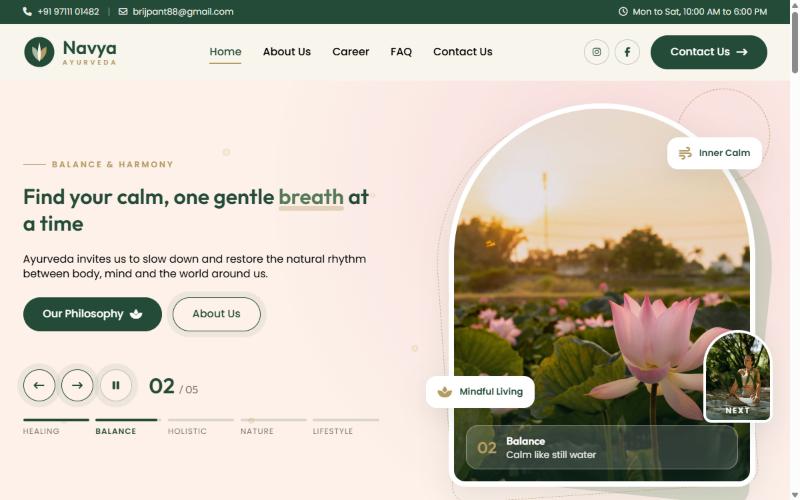 +91 97111 01482 | brijpant88@gmail.com
Mon to Sat, 10:00 AM to 6:00 PM
Navya
AYURVEDA
Home About Us Career FAQ Contact Us
Contact Us
Inner Calm
BALANCE & HARMONY
Find your calm, one gentle breath at
a time
Ayurveda invites us to slow down and restore the natural rhythm
between body, mind and the world around us.
Our Philosophy
About Us
02 / 05
HEALING BALANCE HOLISTIC NATURE LIFESTYLE
Mindful Living
NEXT
02
Balance
Calm like still water